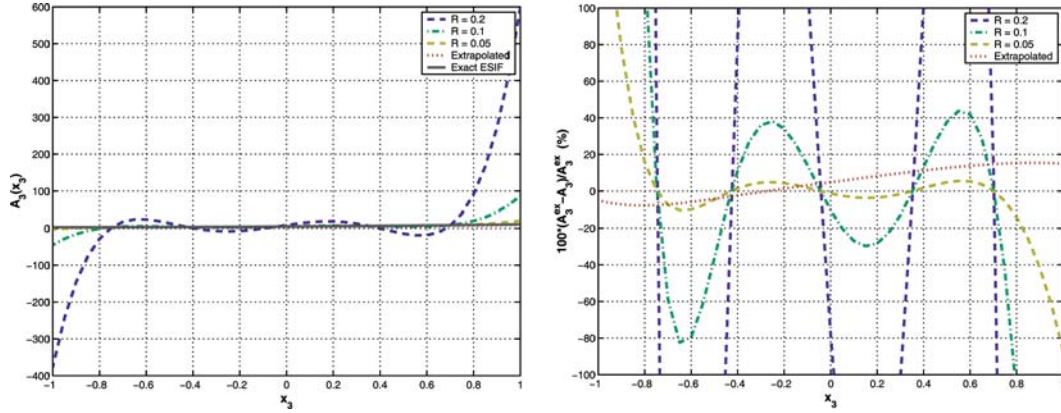 600
500
400
300
200
100
0
−100
−200
−300
−400
A3(x3)
−1 −0.8 −0.6 −0.4 −0.2 0 0.2 0.4 0.6 0.8 1
x3
R = 0.2
R = 0.1
R = 0.05
Extrapolated
Exact ESIF
100
80
60
40
20
0
−20
−40
−60
−80
−100
100*(A3ex−A3)/A3ex (%)
−1 −0.8 −0.6 −0.4 −0.2 0 0.2 0.4 0.6 0.8 1
x3
R = 0.2
R = 0.1
R = 0.05
Extrapolated